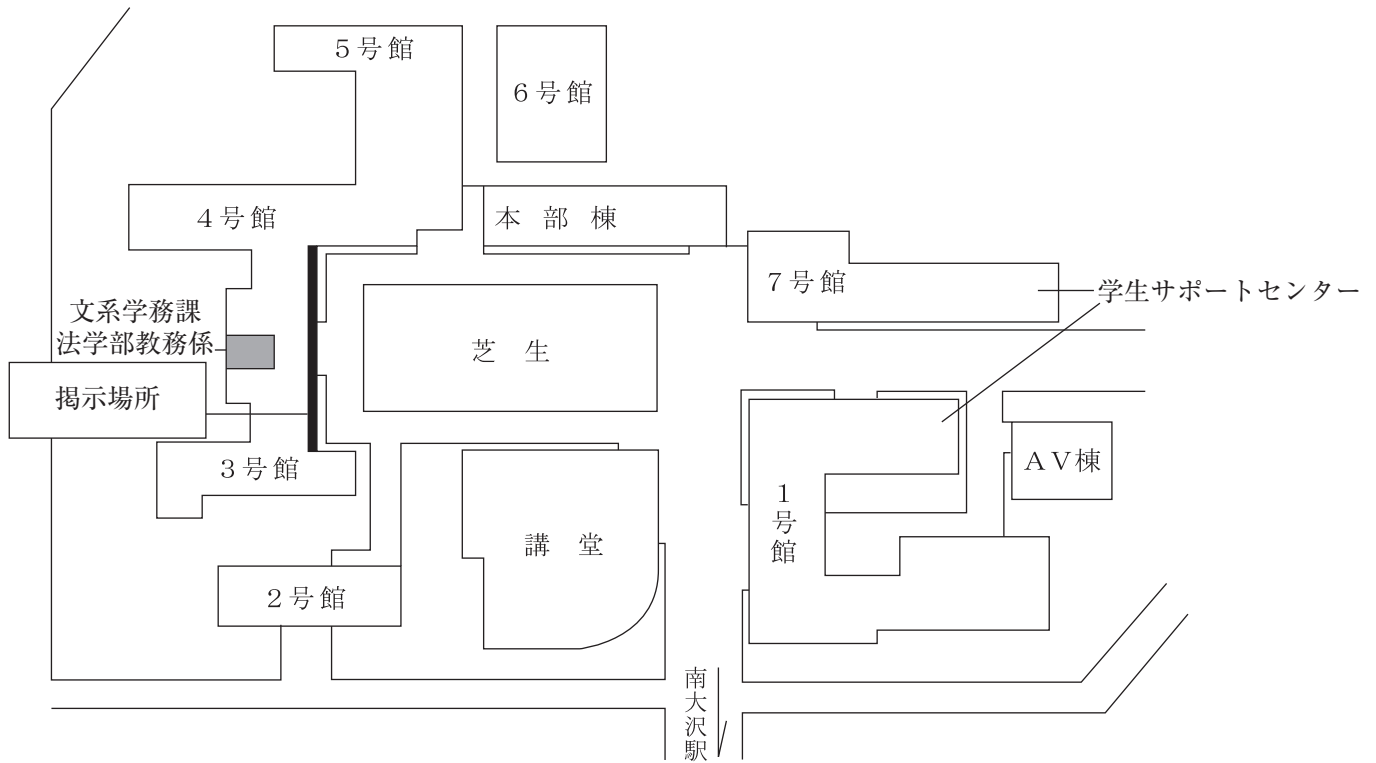 ５号館
６号館
４号館
本部棟
７号館
学生サポートセンター
文系学務課
法学部教務係
芝生
掲示場所
３号館
ＡＶ棟
１号館
講堂
２号館
南大沢駅